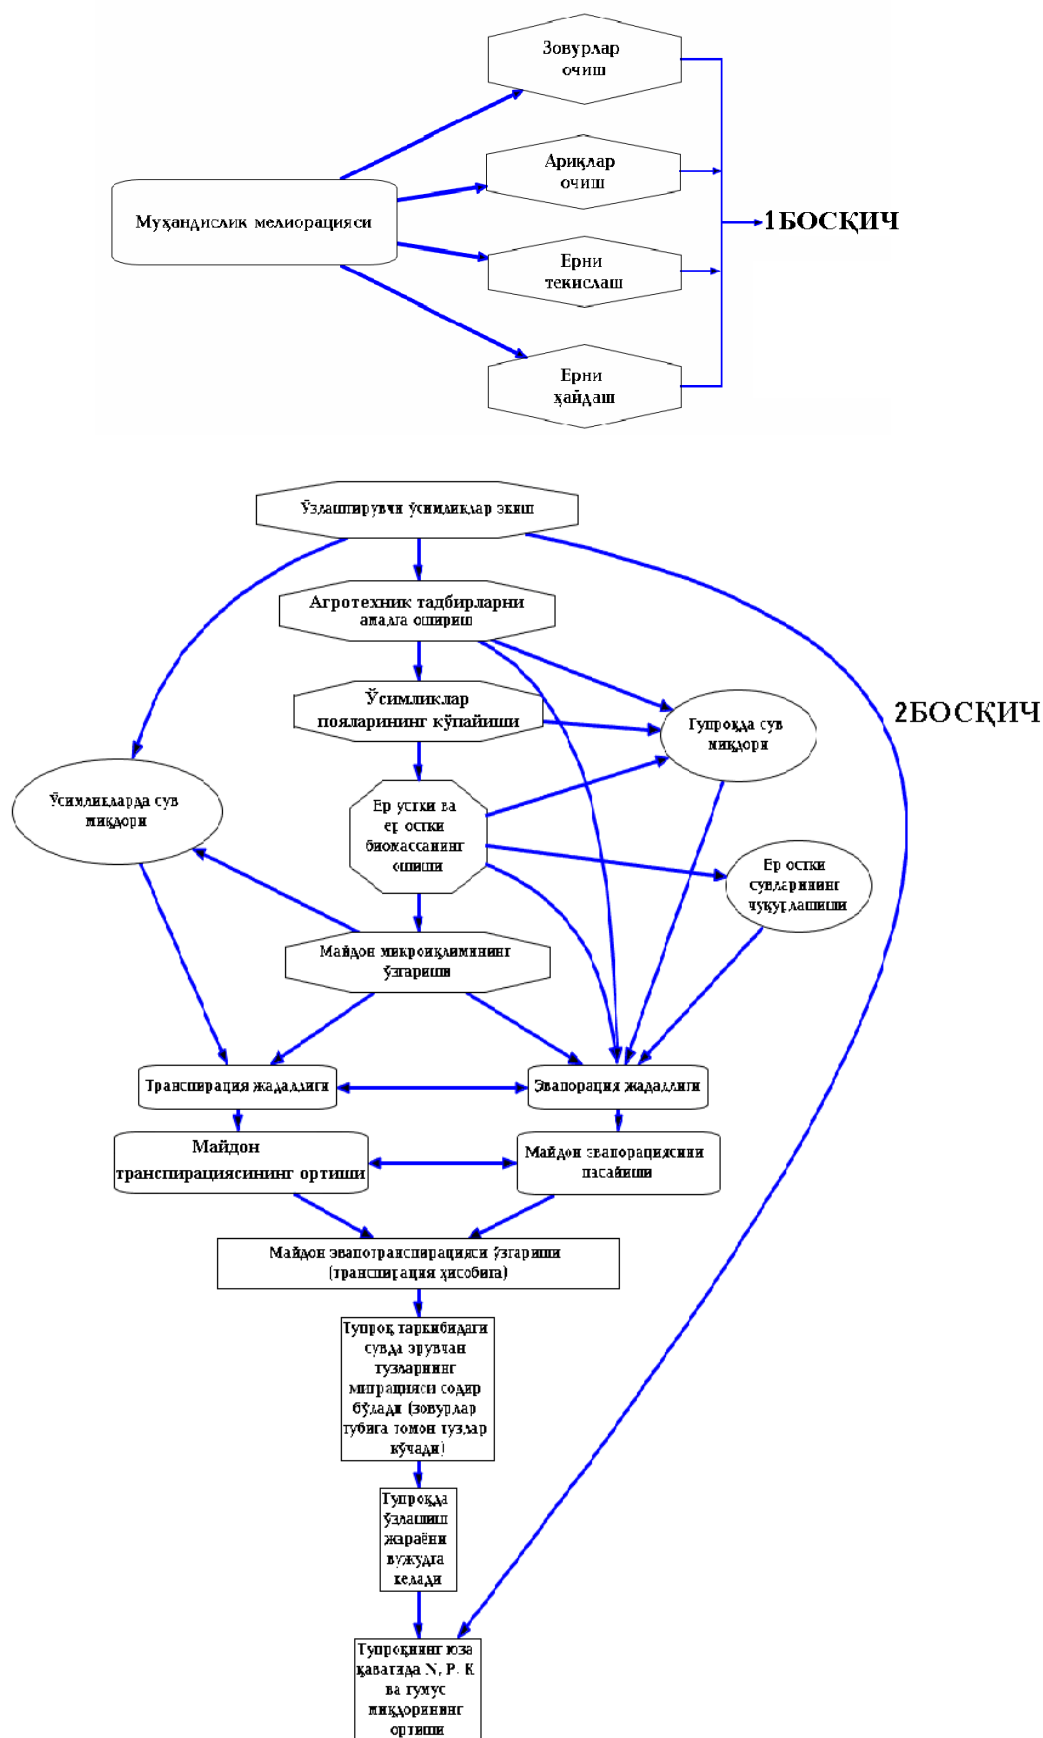 Зовурлар
очиш
Ариқлар
очиш
Муҳандислик мелиорацияси
1БОСҚИЧ
Ерни
текислаш
Ерни
ҳайдаш
Ўзлаштирувчи ўсимликлар экиш
Агротехник тадбирларни
амалга ошириш
Ўсимликлар
пояларининг кўпайиши
Тупроқда сув
миқдори
2БОСҚИЧ
Ўсимликларда сув
миқдори
Ер устки ва
ер остки
биомассанинг
ошиши
Ер остки
сувларининг
чуқурлашиши
Майдон микроиқлимининг
ўзгариши
Транспирация жадаллиги
Эвапорация жадаллиги
Майдон
транспирациясининг ортиши
Майдон эвапорациясини
пасайиши
Майдон эвапотранспирацияси ўзгариши
(транспирация ҳисобига)
Тупроқ таркибидаги
сувда эрувчан
тузларнинг
миграцияси содир
бўлади (зовурлар
тубига томон тузлар
кўчади)
Тупроқда
ўзлашиш
жараёни
вужудга
келади
Тупроқнинг юза
қаватида N, P. K
ва гумус
миқдорининг
ортиши